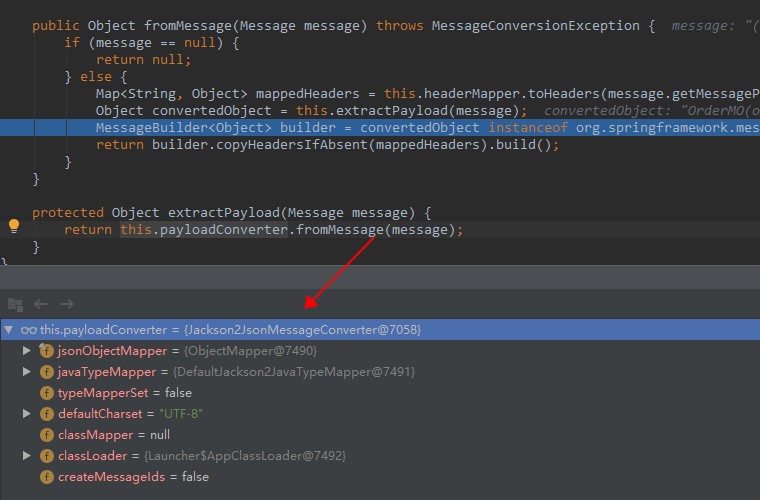 public Object fromMessage(Message message) throws MessageConversionException {  message: "(
if (message == null) {
return null;
} else {
Map<String, Object> mappedHeaders = this.headerMapper.toHeaders(message.getMessageP
Object convertedObject = this.extractPayload(message);  convertedObject: "OrderMO(o
MessageBuilder<Object> builder = convertedObject instanceof org.springframework.mes
return builder.copyHeadersIfAbsent(mappedHeaders).build();
}
}
protected Object extractPayload(Message message) {
return this.payloadConverter.fromMessage(message);
}
}
this.payloadConverter = {Jackson2JsonMessageConverter@7058}
f jsonObjectMapper = {ObjectMapper@7490}
f javaTypeMapper = {DefaultJackson2JavaTypeMapper@7491}
f typeMapperSet = false
f defaultCharset = "UTF-8"
f classMapper = null
f classLoader = {Launcher$AppClassLoader@7492}
f createMessageIds = false